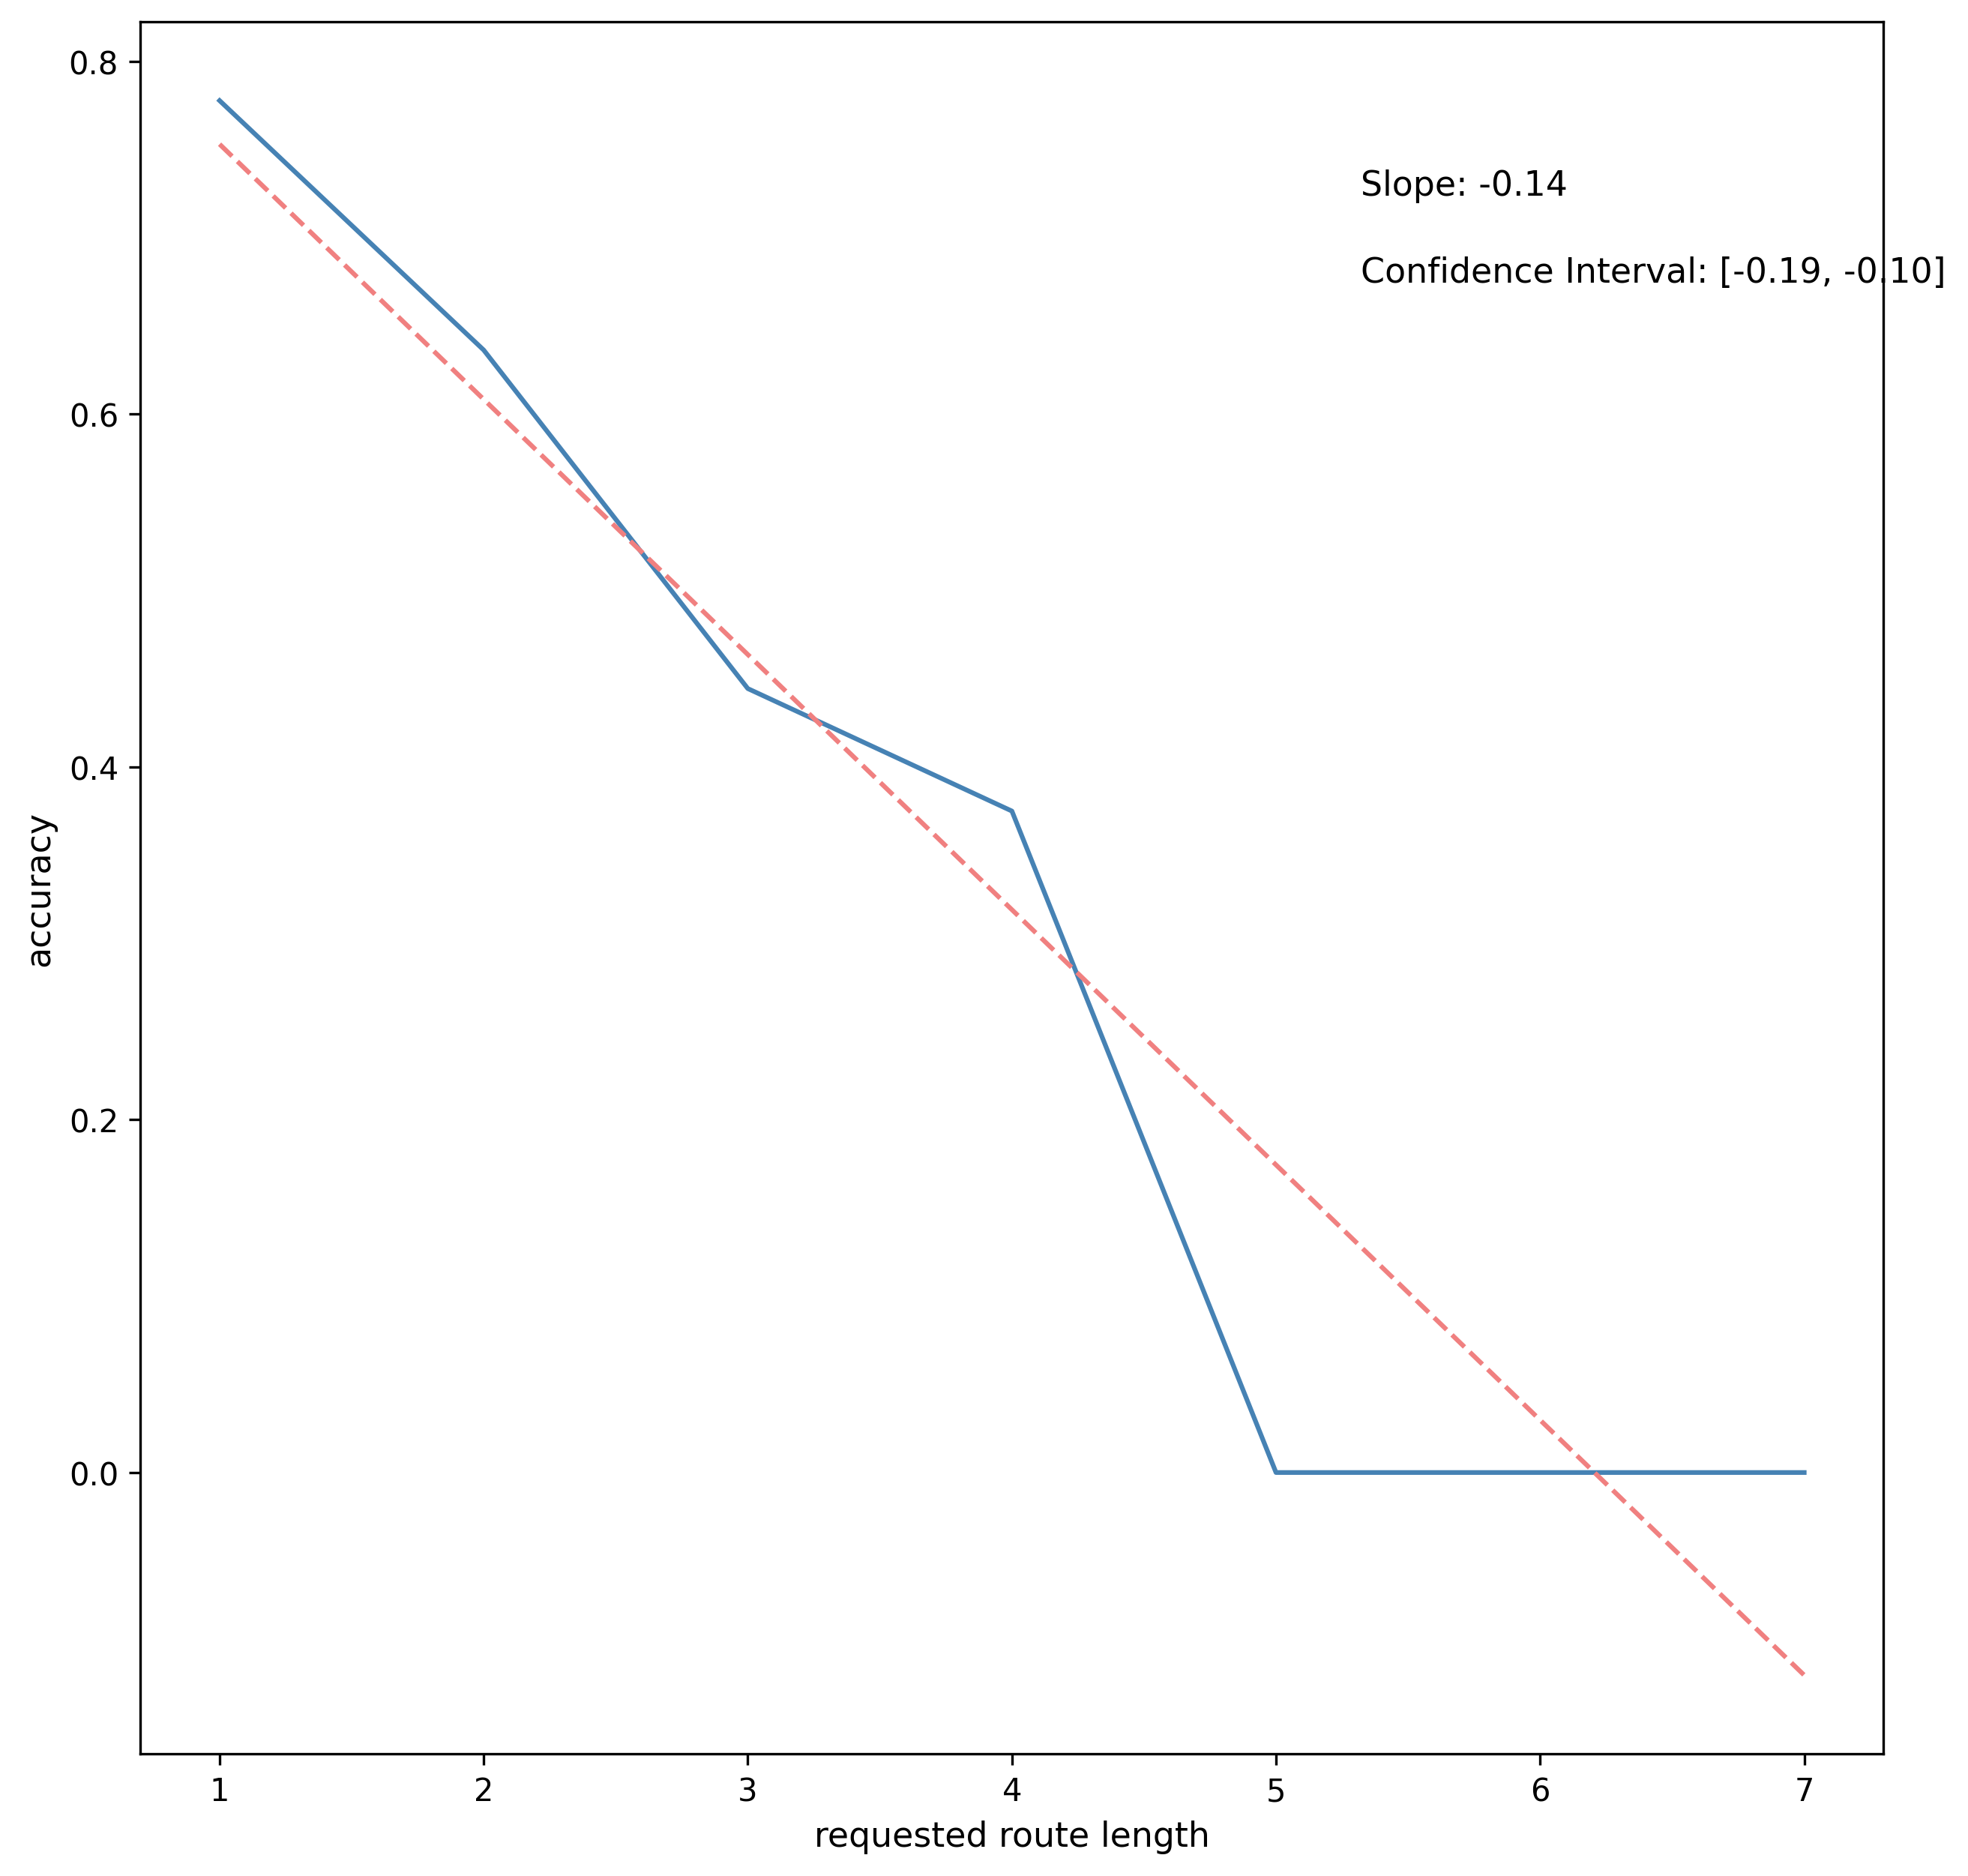 0.8
Slope: -0.14
Confidence Interval: [-0.19, -0.10]
0.6
0.4
accuracy
0.2
0.0
1 2 3 4 5 6 7
requested route length